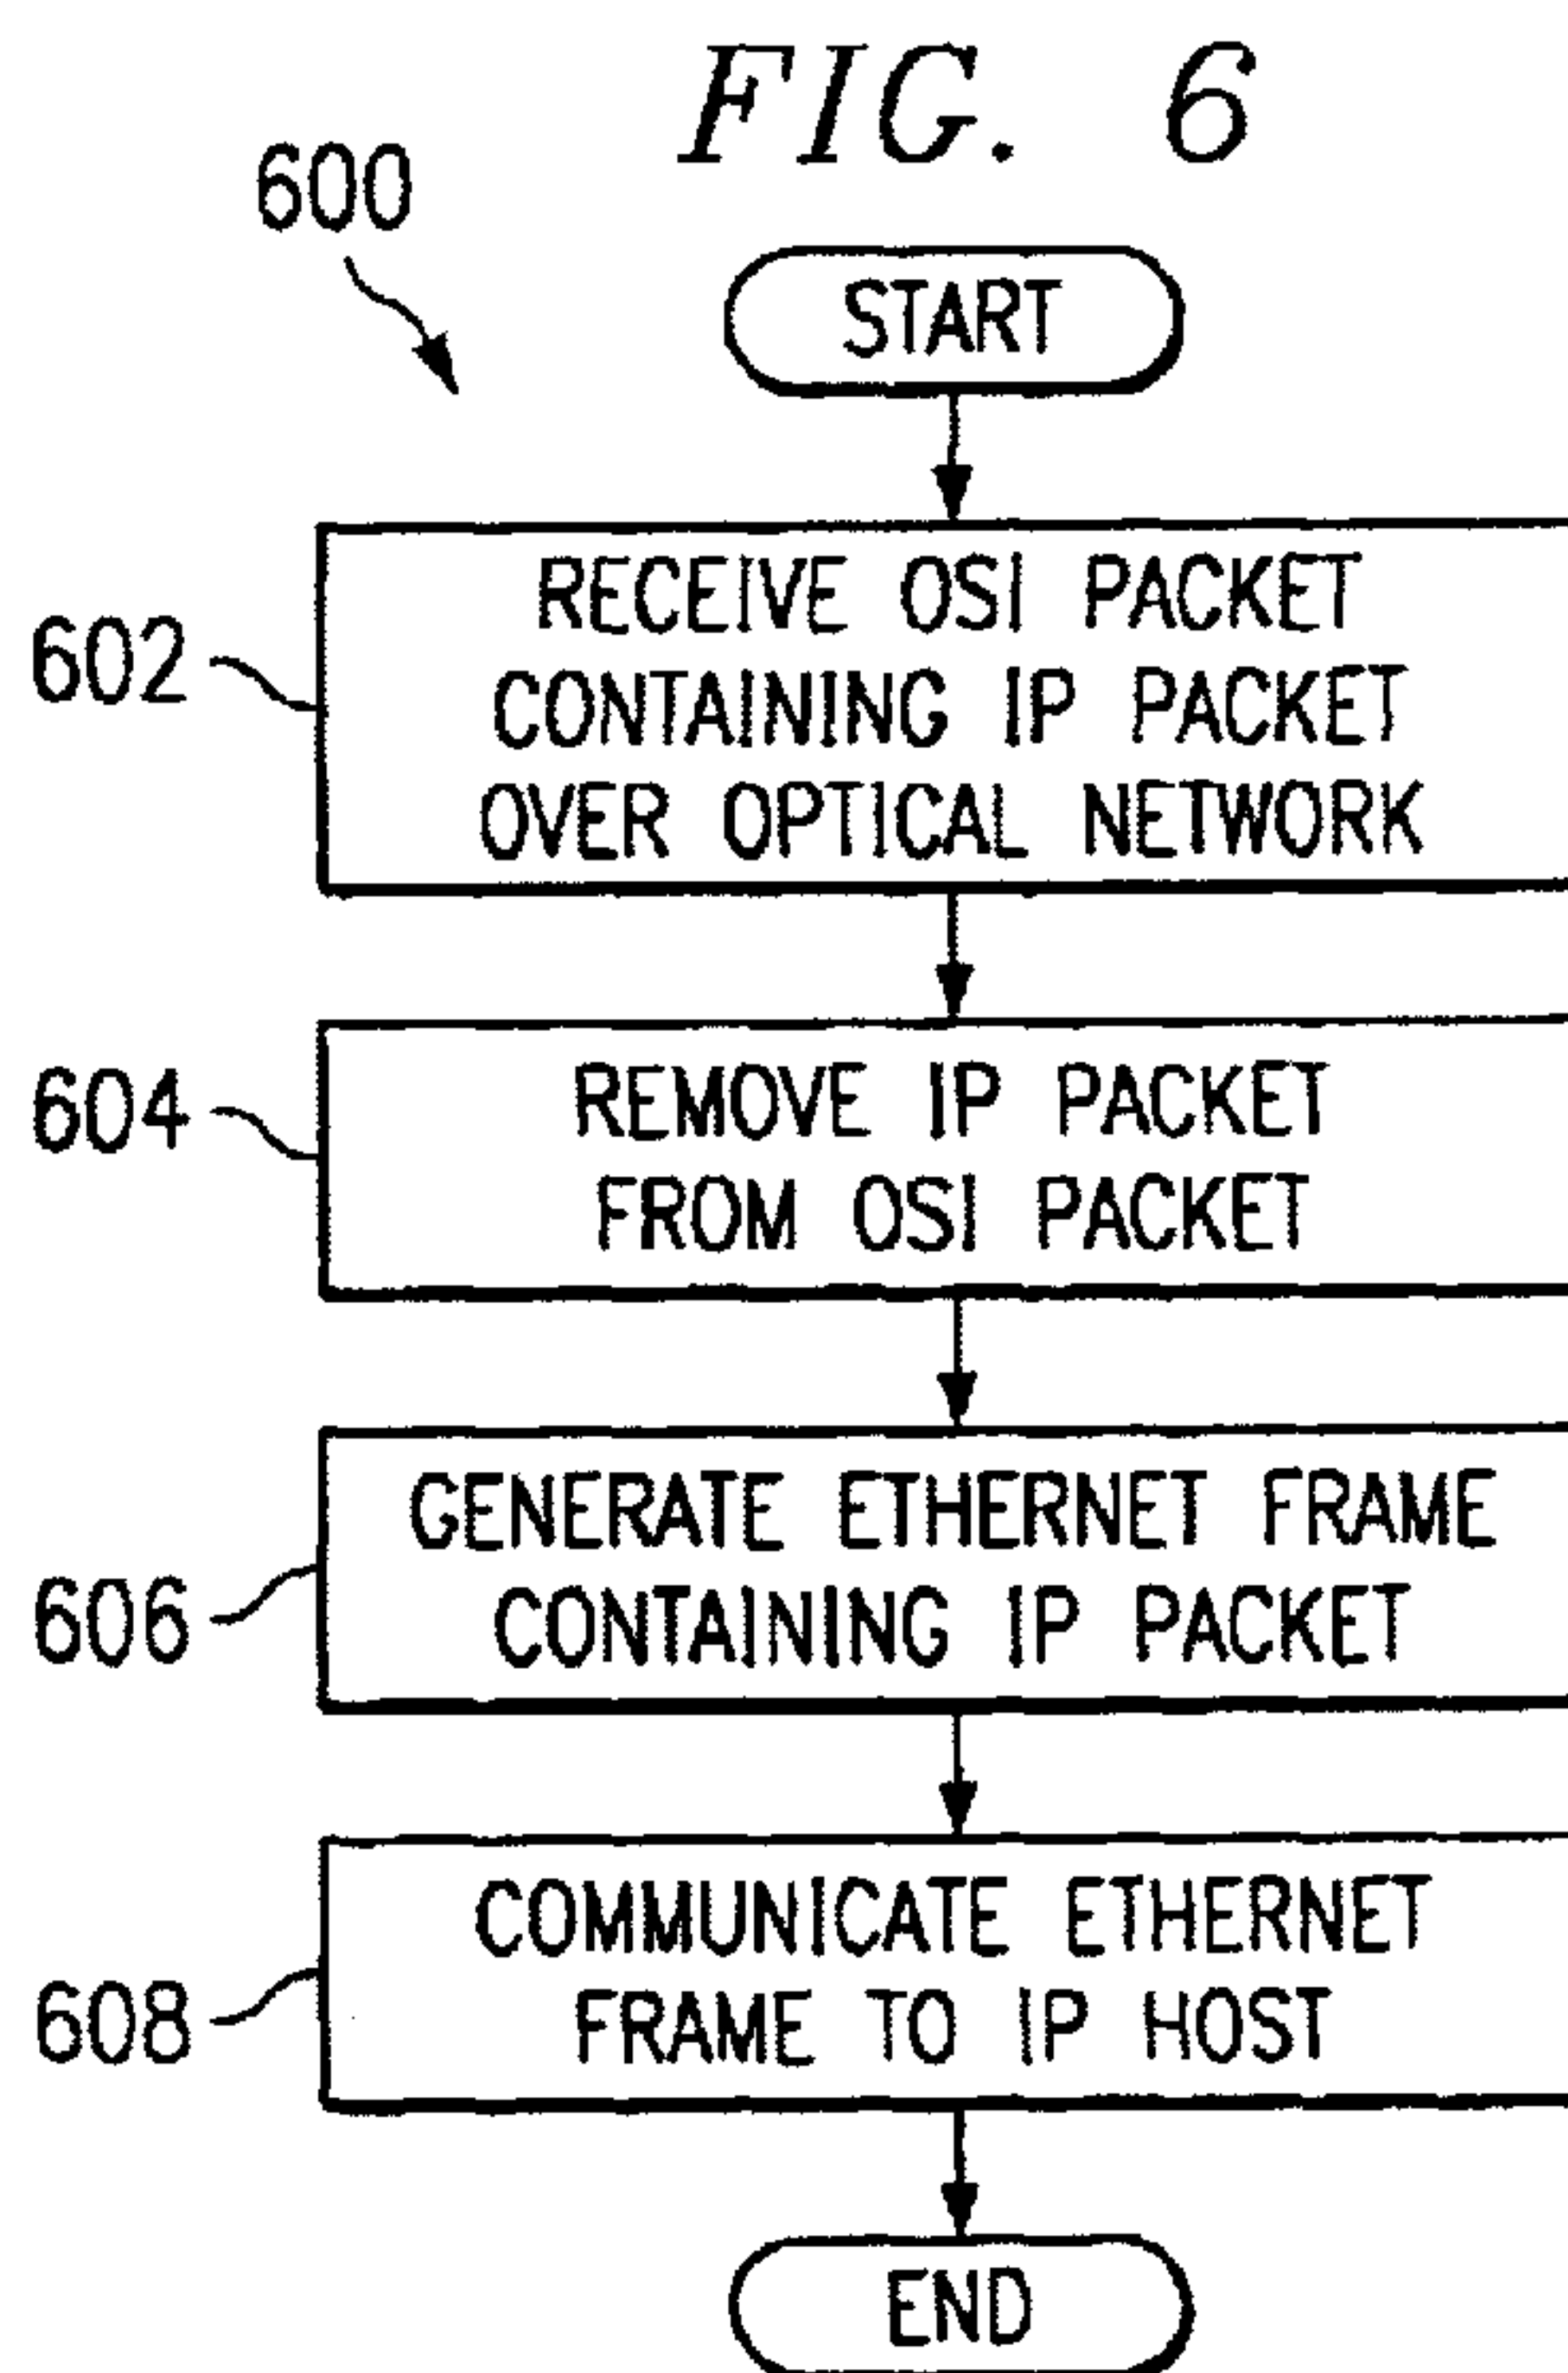 FIG. 6
600
START
602
RECEIVE OSI PACKET
CONTAINING IP PACKET
OVER OPTICAL NETWORK
604
REMOVE IP PACKET
FROM OSI PACKET
606
GENERATE ETHERNET FRAME
CONTAINING IP PACKET
608
COMMUNICATE ETHERNET
FRAME TO IP HOST
END